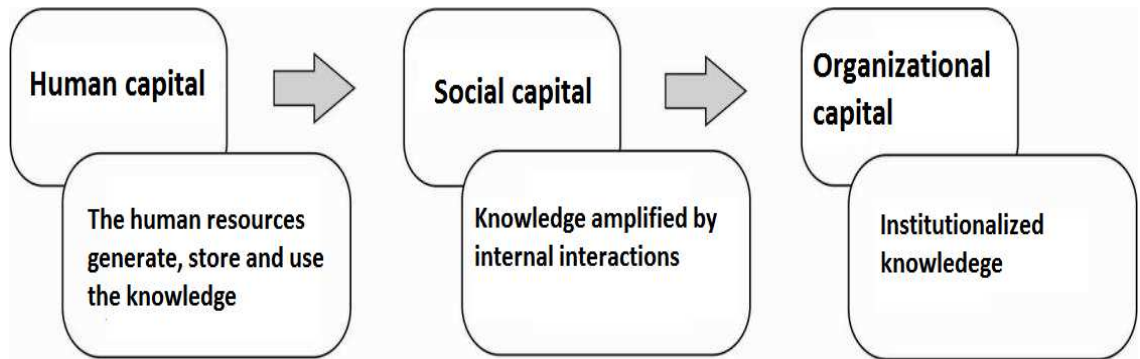 Human capital
The human resources
generate, store and use
the knowledge
Social capital
Knowledge amplified by
internal interactions
Organizational
capital
Institutionalized
knowledege